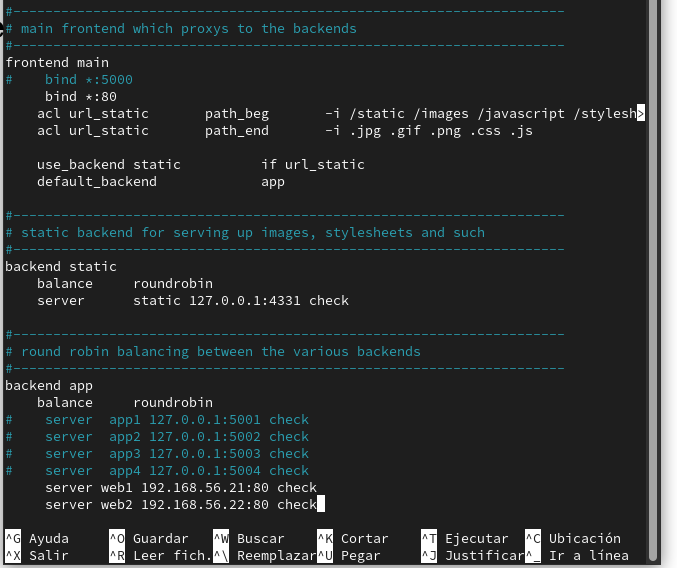 #---------------------------------------------------------------------
# main frontend which proxys to the backends
#---------------------------------------------------------------------
frontend main
#    bind *:5000
     bind *:80
    acl url_static       path_beg       -i /static /images /javascript /stylesh>
    acl url_static       path_end       -i .jpg .gif .png .css .js

    use_backend static          if url_static
    default_backend             app

#---------------------------------------------------------------------
# static backend for serving up images, stylesheets and such
#---------------------------------------------------------------------
backend static
    balance     roundrobin
    server      static 127.0.0.1:4331 check

#---------------------------------------------------------------------
# round robin balancing between the various backends
#---------------------------------------------------------------------
backend app
    balance     roundrobin
#    server  app1 127.0.0.1:5001 check
#    server  app2 127.0.0.1:5002 check
#    server  app3 127.0.0.1:5003 check
#    server  app4 127.0.0.1:5004 check
     server web1 192.168.56.21:80 check
     server web2 192.168.56.22:80 check

^G Ayuda     ^O Guardar   ^W Buscar    ^K Cortar    ^T Ejecutar  ^C Ubicación
^X Salir     ^R Leer fich.^\ Reemplazar^U Pegar     ^J Justificar^_ Ir a línea